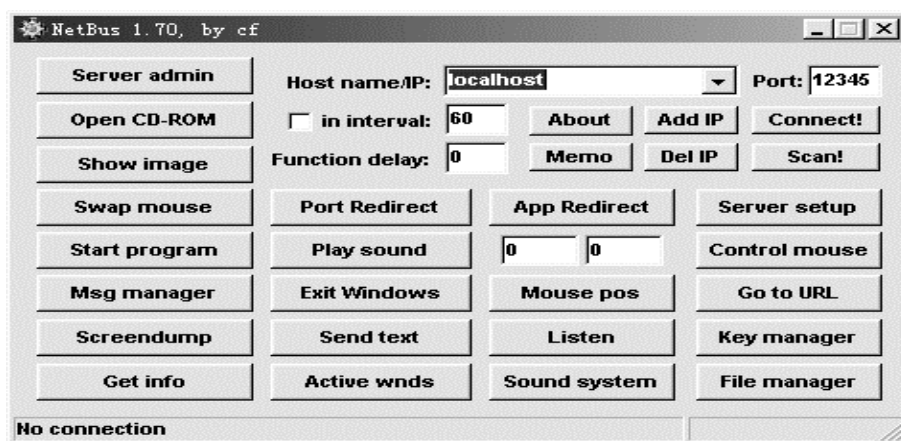 NetBus 1.70, by cf
Server admin Host name/IP: localhost Port: 12345
Open CD-ROM in interval: 60 About Add IP Connect!
Show image Function delay: 0 Memo Del IP Scan!
Swap mouse Port Redirect App Redirect Server setup
Start program Play sound 0 0 Control mouse
Msg manager Exit Windows Mouse pos Go to URL
Screendump Send text Listen Key manager
Get info Active wnds Sound system File manager
No connection